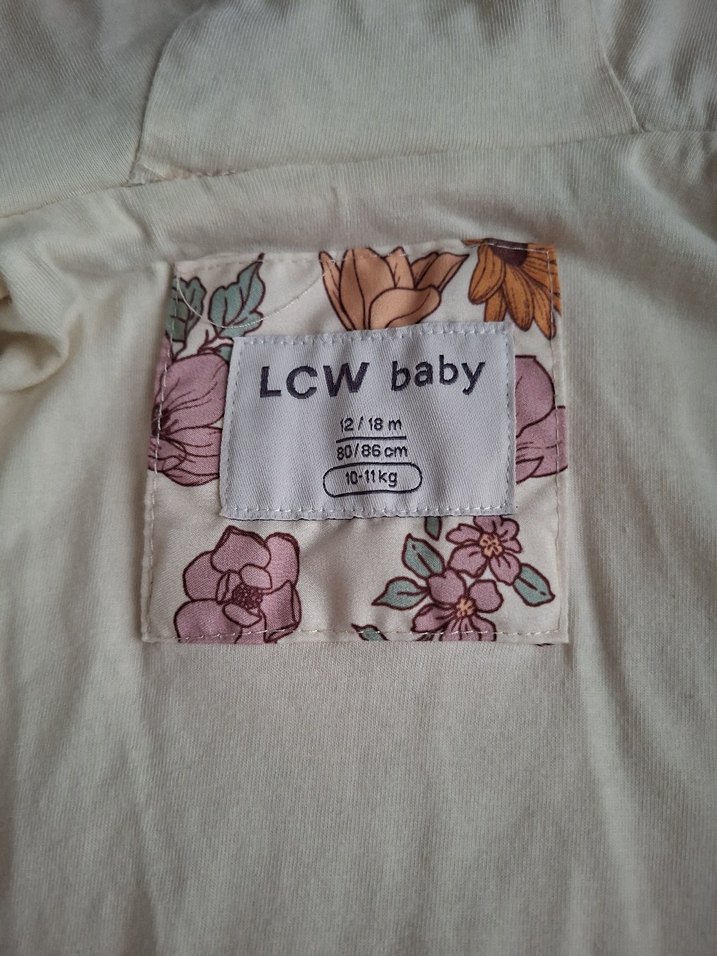 LCW baby
12/18 m
80/86 cm
10-11 kg